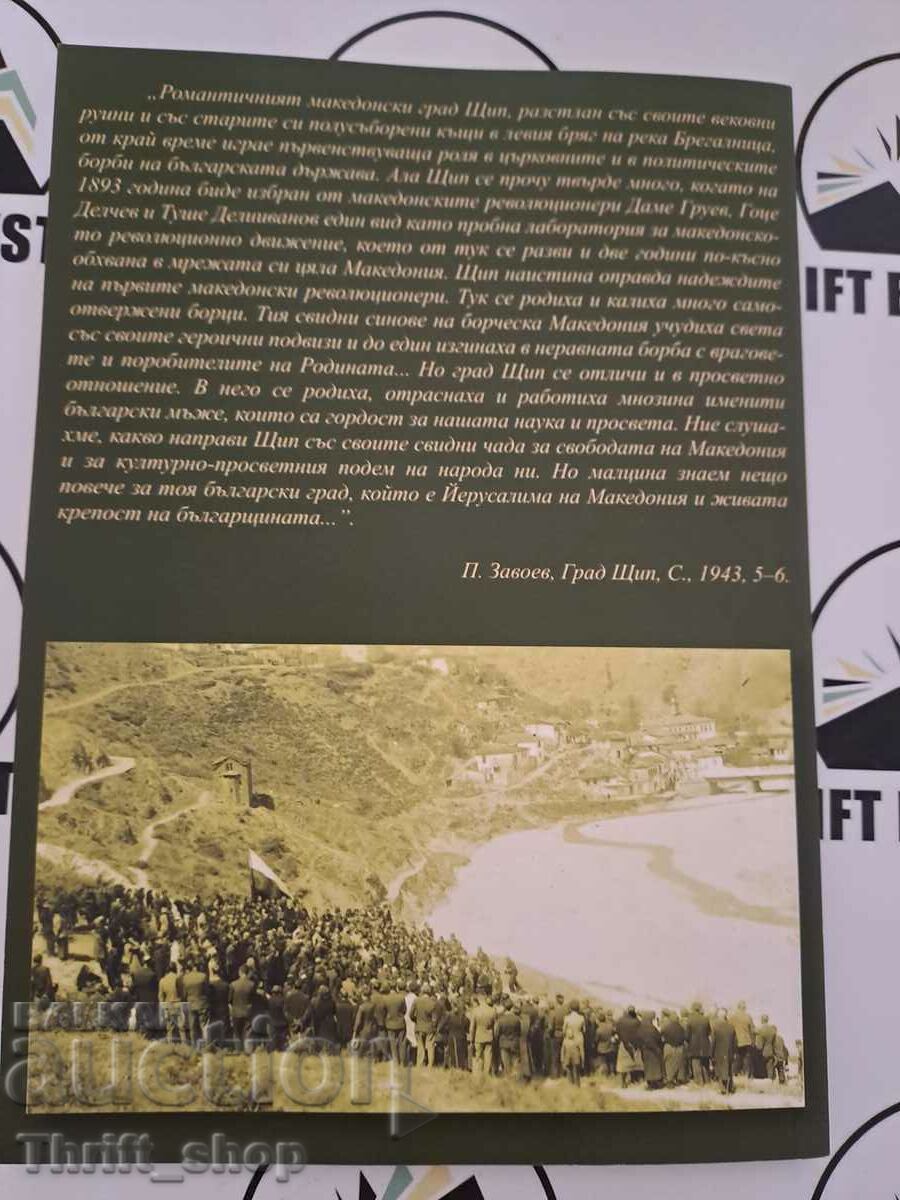 „Романтичният македонски град Щип, разстлан със своите вековни
руини и със старите си полусъборени къщи в левия бряг на река Брегалница,
от край време играе първенствуваща роля в църковните и в политическите
борби на българската държава. Ала Щип се прочу твърде много, когато на
1893 година биде избран от македонските революционери Даме Груев, Гоце
Делчев и Туше Делииванов един вид като пробна лаборатория за македонско-
то революционно движение, което от тук се разви и две години по-късно
обхвана в мрежата си цяла Македония. Щип наистина оправда надеждите
на първите македонски революционери. Тук се родиха и калиха много само-
отвержени борци. Тия свидни синове на борческа Македония учудиха света
със своите героични подвизи и до един изгинаха в неравната борба с врагове-
те и поробителите на Родината... Но град Щип се отличи и в просветно
отношение. В него се родиха, отраснаха и работиха мнозина именити
български мъже, които са гордост за нашата наука и просвета. Ние слуша-
хме, какво направи Щип със своите свидни чада за свободата на Македония
и за културно-просветния подем на народа ни. Но малцина знаем нещо
повече за тоя български град, който е Йерусалима на Македония и живата
крепост на българщината...”.
П. Завоев, Град Щип, С., 1943, 5–6.
IFT
IFT
BALKAN
auction
Thrift_shop